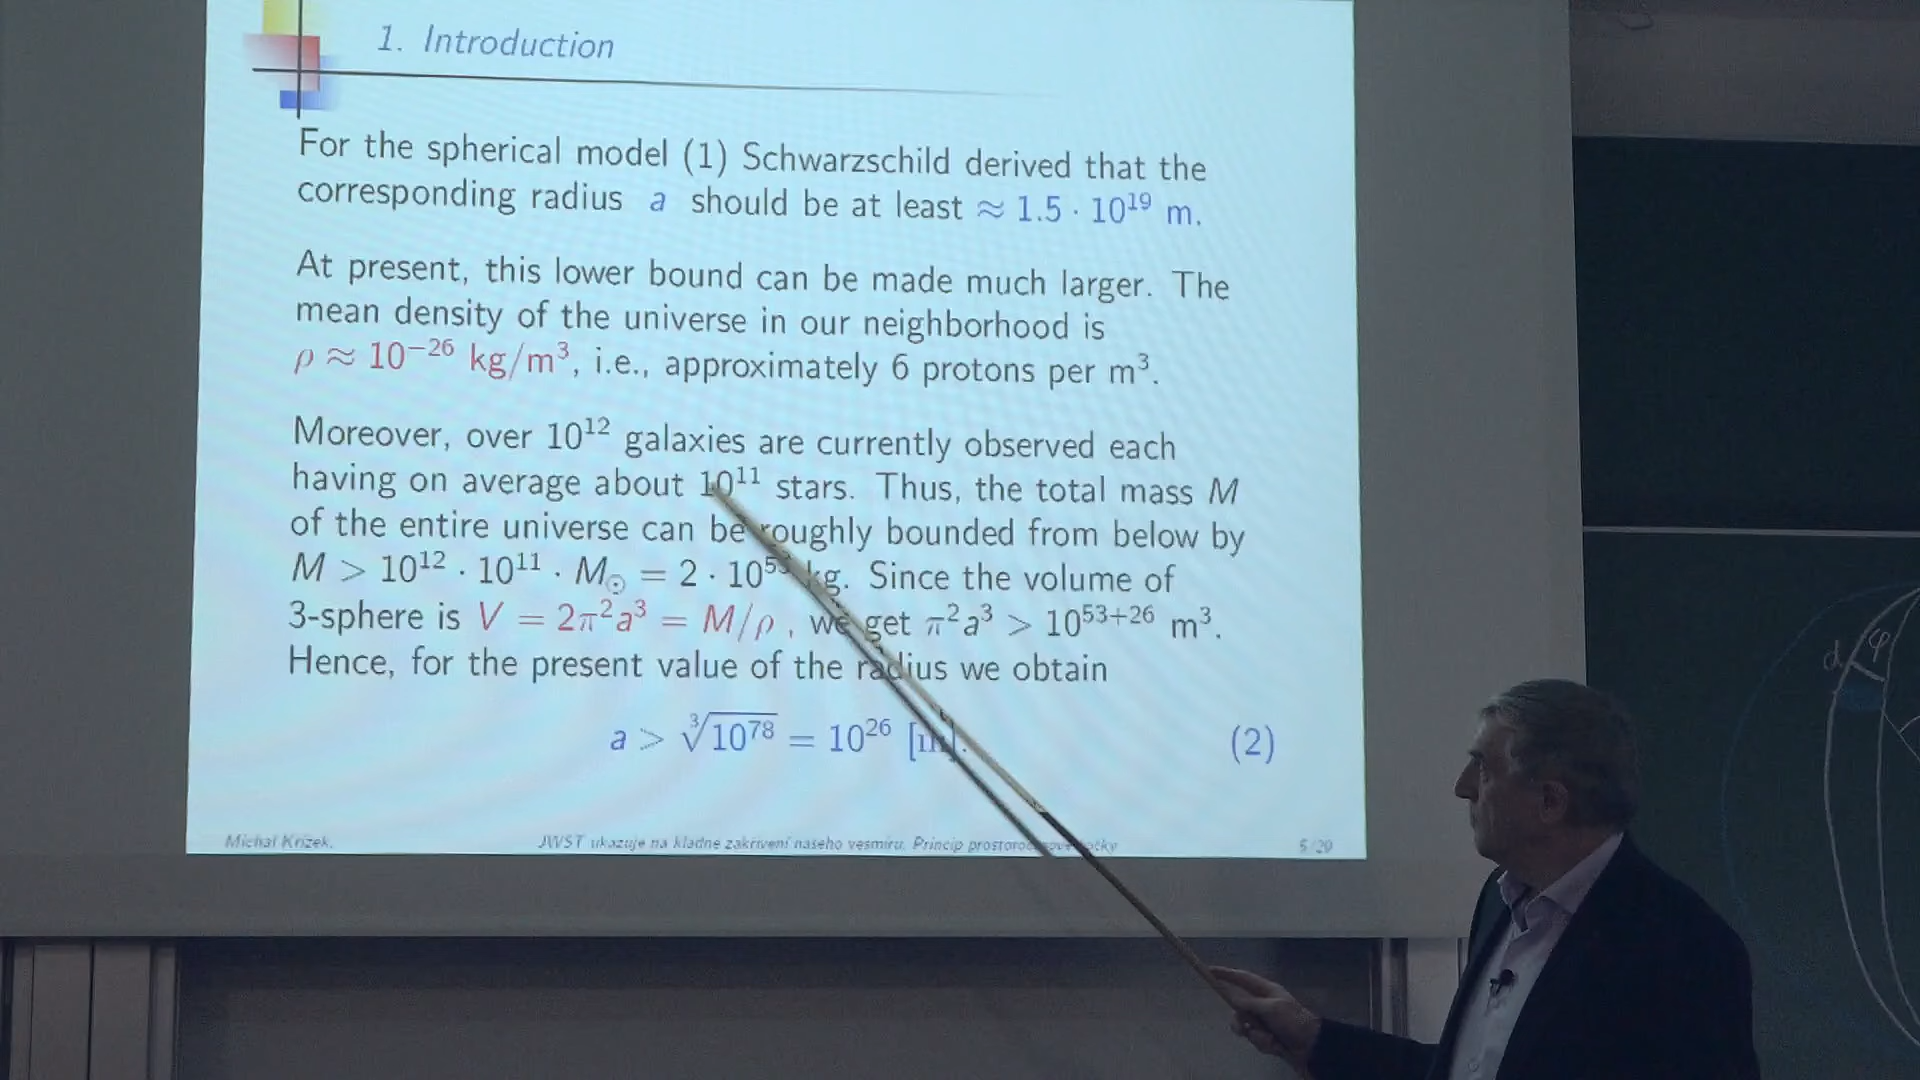 1. Introduction
For the spherical model (1) Schwarzschild derived that the
corresponding radius a should be at least ≈ 1.5 · 10¹⁹ m.
At present, this lower bound can be made much larger. The
mean density of the universe in our neighborhood is
ρ ≈ 10⁻²⁶ kg/m³, i.e., approximately 6 protons per m³.
Moreover, over 10¹² galaxies are currently observed each
having on average about 10¹¹ stars. Thus, the total mass M
of the entire universe can be roughly bounded from below by
M > 10¹² · 10¹¹ · M☉ = 2 · 10⁵³ kg. Since the volume of
3-sphere is V = 2π²a³ = M/ρ, we get π²a³ > 10⁵³⁺²⁶ m³.
Hence, for the present value of the radius we obtain
a > ∛10⁷⁸ = 10²⁶ [m]. (2)
Michal Křížek, JWST ukazuje na kladné zakřivení našeho vesmíru. Princip 5/20
d φ